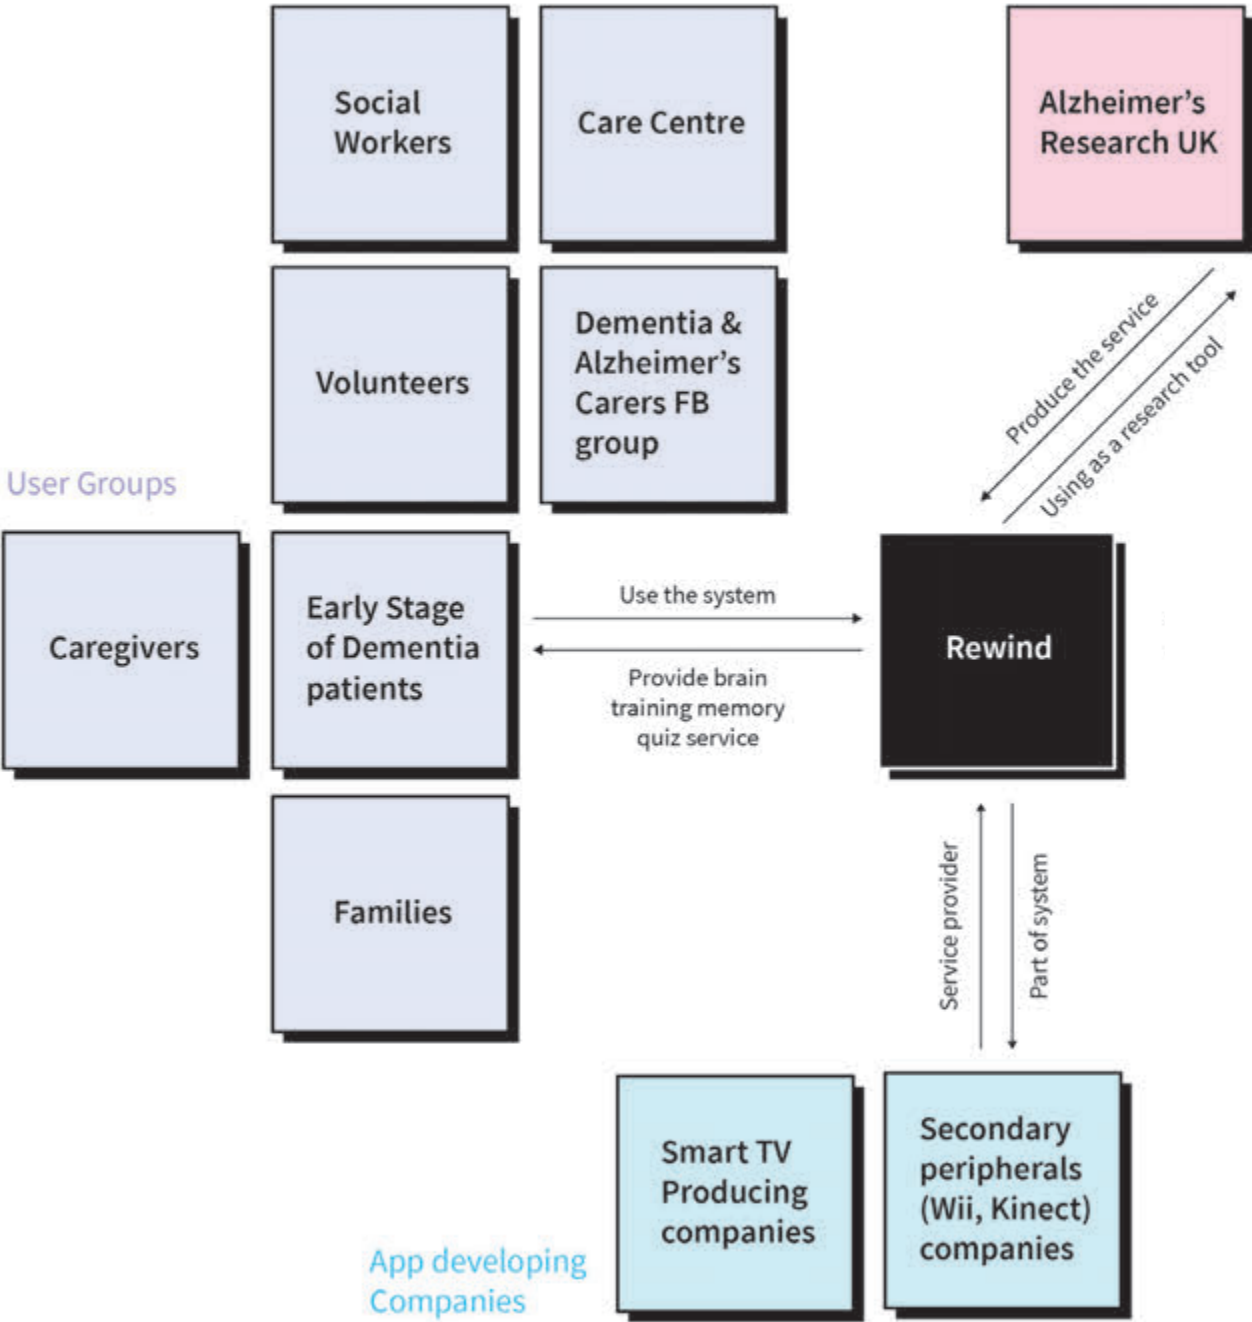 Social
Workers
Care Centre
Alzheimer’s
Research UK
Volunteers
Dementia &
Alzheimer’s
Carers FB
group
Produce the service
Using as a research tool
User Groups
Caregivers
Early Stage
of Dementia
patients
Use the system
Provide brain
training memory
quiz service
Rewind
Families
Service provider
Part of system
Smart TV
Producing
companies
Secondary
peripherals
(Wii, Kinect)
companies
App developing
Companies